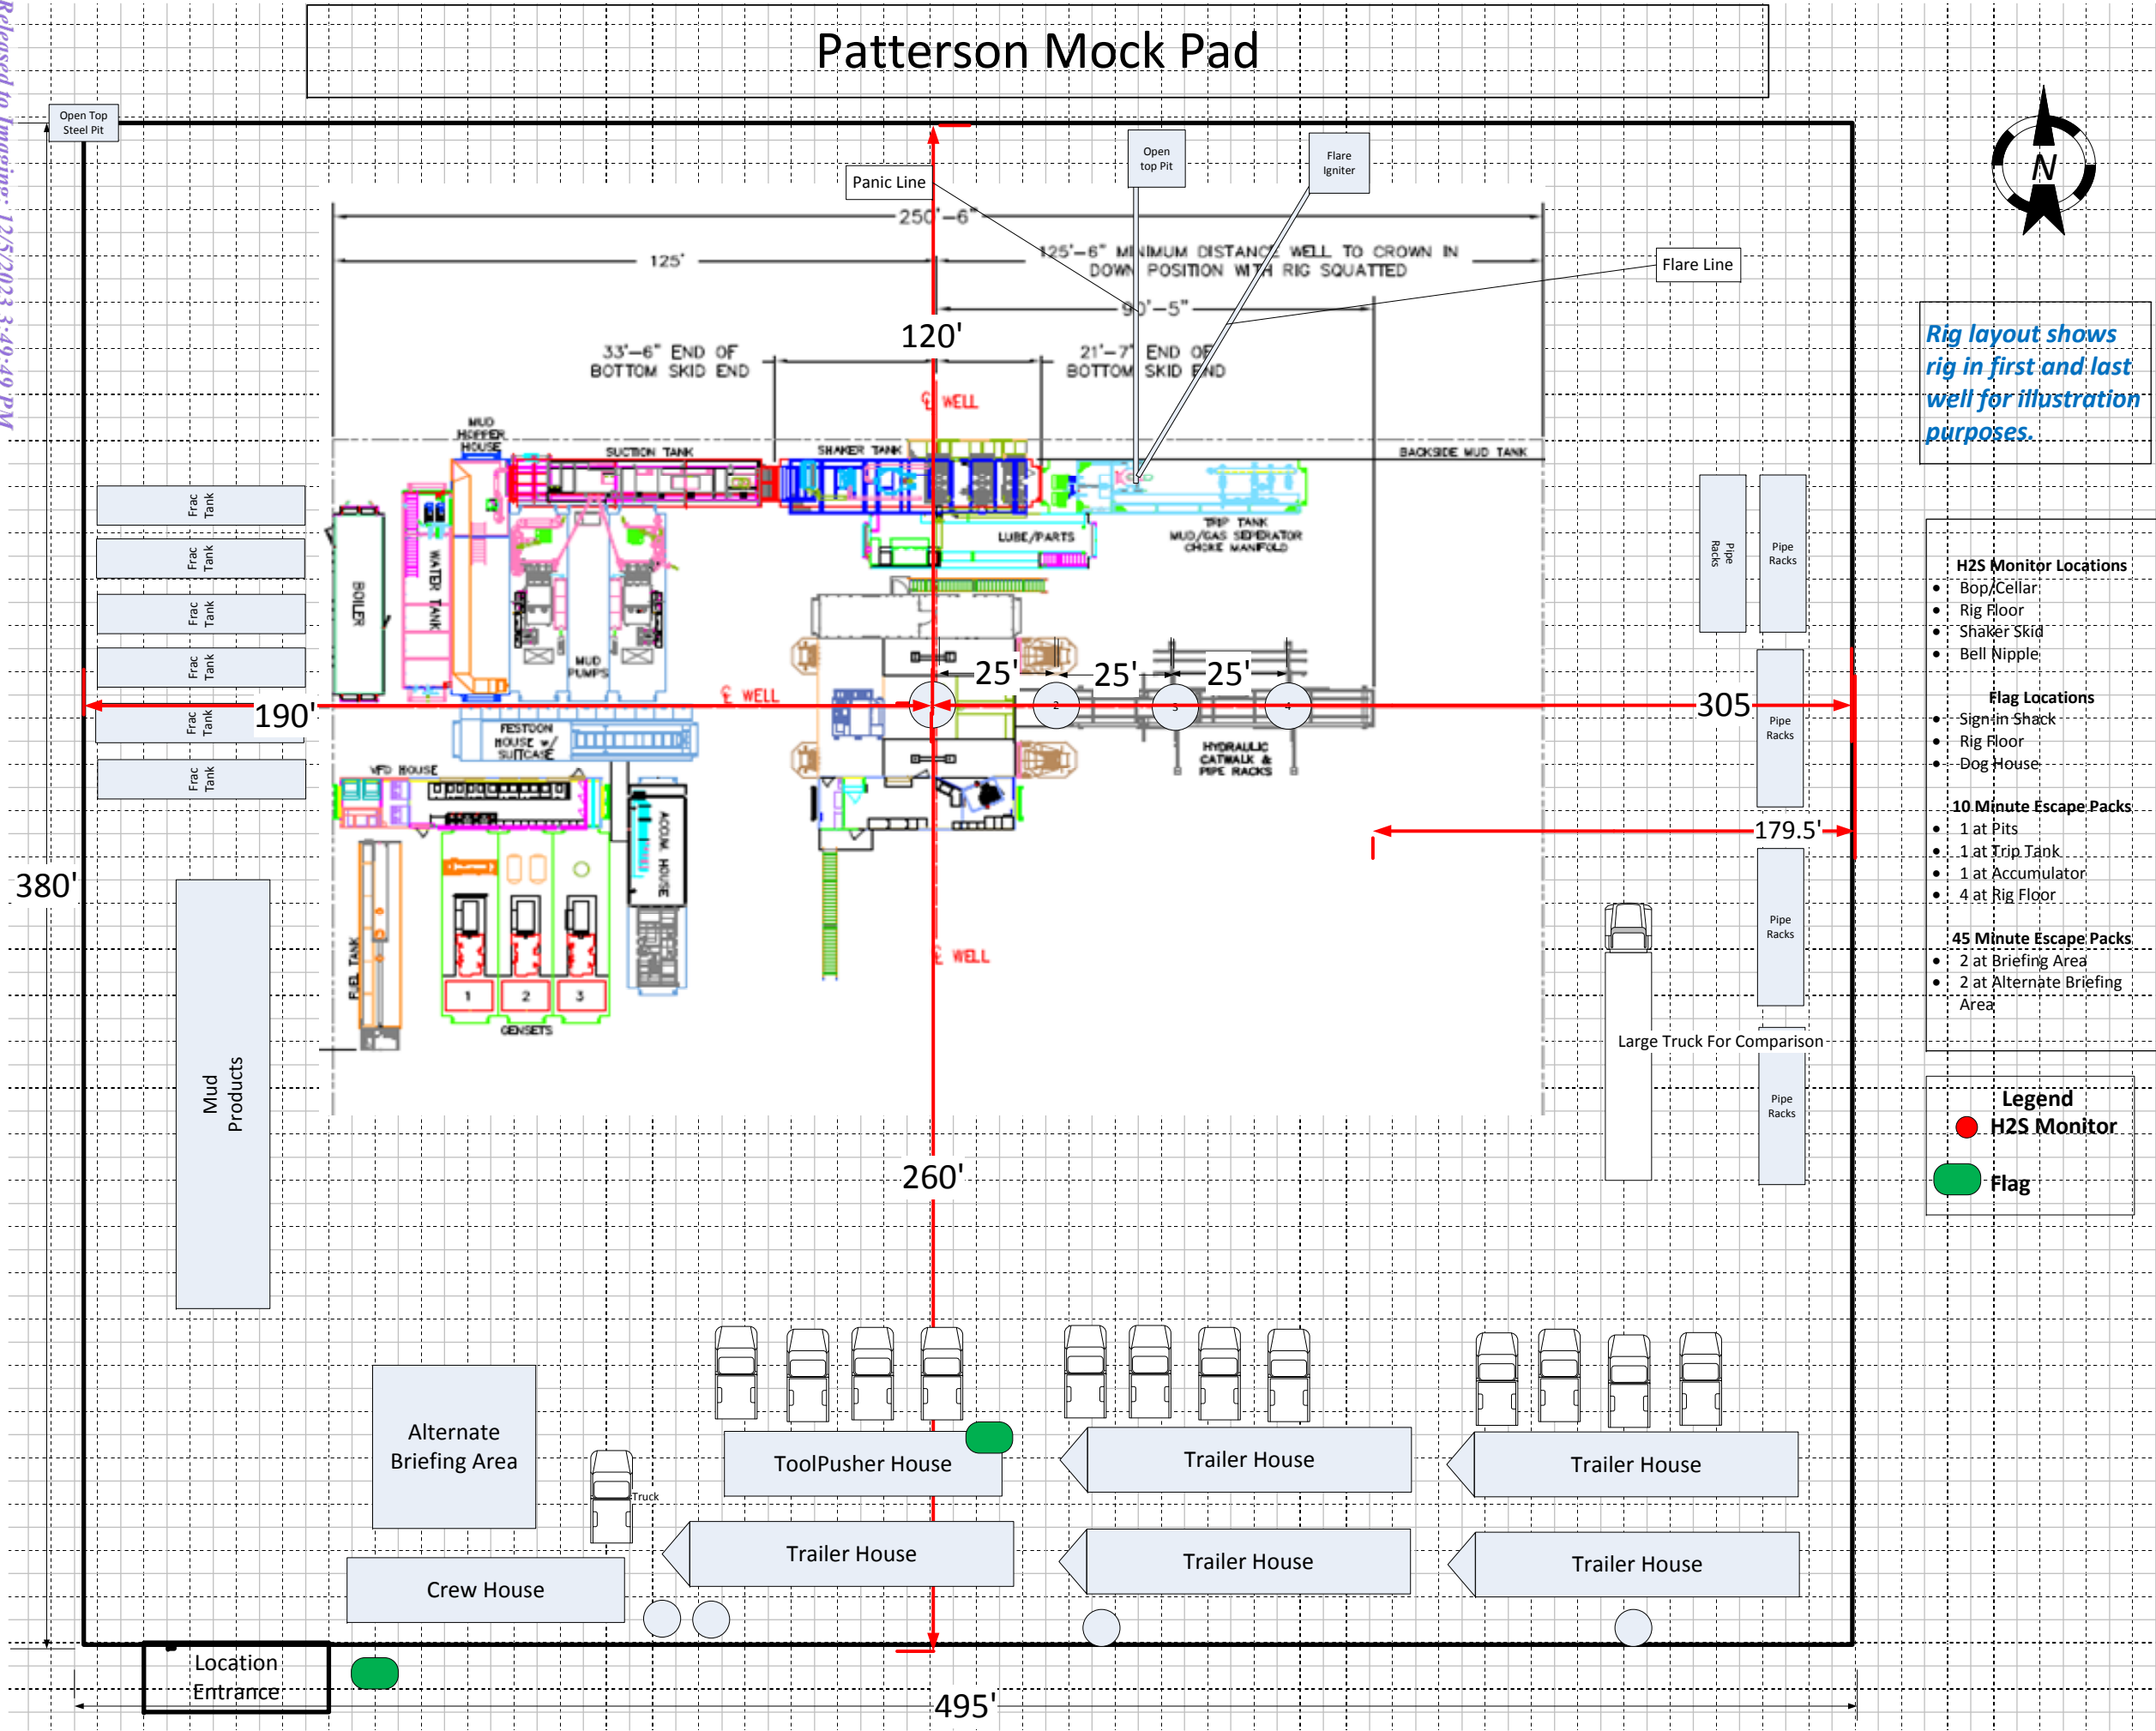 Released to Imaging: 12/5/2023 3:49:49 PM
Patterson Mock Pad
Open Top
Steel Pit
Panic Line
Open
top Pit
Flare
Igniter
N
250'-6"
125'
125'-6" MINIMUM DISTANCE WELL TO CROWN IN
DOWN POSITION WITH RIG SQUATTED
Flare Line
90'-5"
120'
33'-6" END OF
BOTTOM SKID END
21'-7" END OF
BOTTOM SKID END
Rig layout shows
rig in first and last
well for illustration
purposes.
℄ WELL
MUD
HOPPER
HOUSE
SUCTION TANK
SHAKER TANK
BACKSIDE MUD TANK
Frac
Tank
Frac
Tank
Frac
Tank
Frac
Tank
Frac
Tank
Frac
Tank
BOILER
WATER TANK
MUD
PUMPS
LUBE/PARTS
TRIP TANK
MUD/GAS SEPERATOR
CHOKE MANIFOLD
Pipe
Racks
Pipe
Racks
Pipe
Racks
Pipe
Racks
Pipe
Racks
25'
25'
25'
2
3
4
℄ WELL
190'
305
FESTOON
HOUSE w/
SUITCASE
HYDRAULIC
CATWALK &
PIPE RACKS
VFD HOUSE
ACCUM. HOUSE
179.5'
FUEL TANK
1
2
3
GENSETS
℄ WELL
380'
Mud
Products
Large Truck For Comparison
260'
H2S Monitor Locations
• Bop/Cellar
• Rig Floor
• Shaker Skid
• Bell Nipple
Flag Locations
• Sign in Shack
• Rig Floor
• Dog House
10 Minute Escape Packs
• 1 at Pits
• 1 at Trip Tank
• 1 at Accumulator
• 4 at Rig Floor
45 Minute Escape Packs
• 2 at Briefing Area
• 2 at Alternate Briefing
Area
Legend
H2S Monitor
Flag
Alternate
Briefing Area
Truck
ToolPusher House
Trailer House
Trailer House
Crew House
Trailer House
Trailer House
Trailer House
Location
Entrance
495'